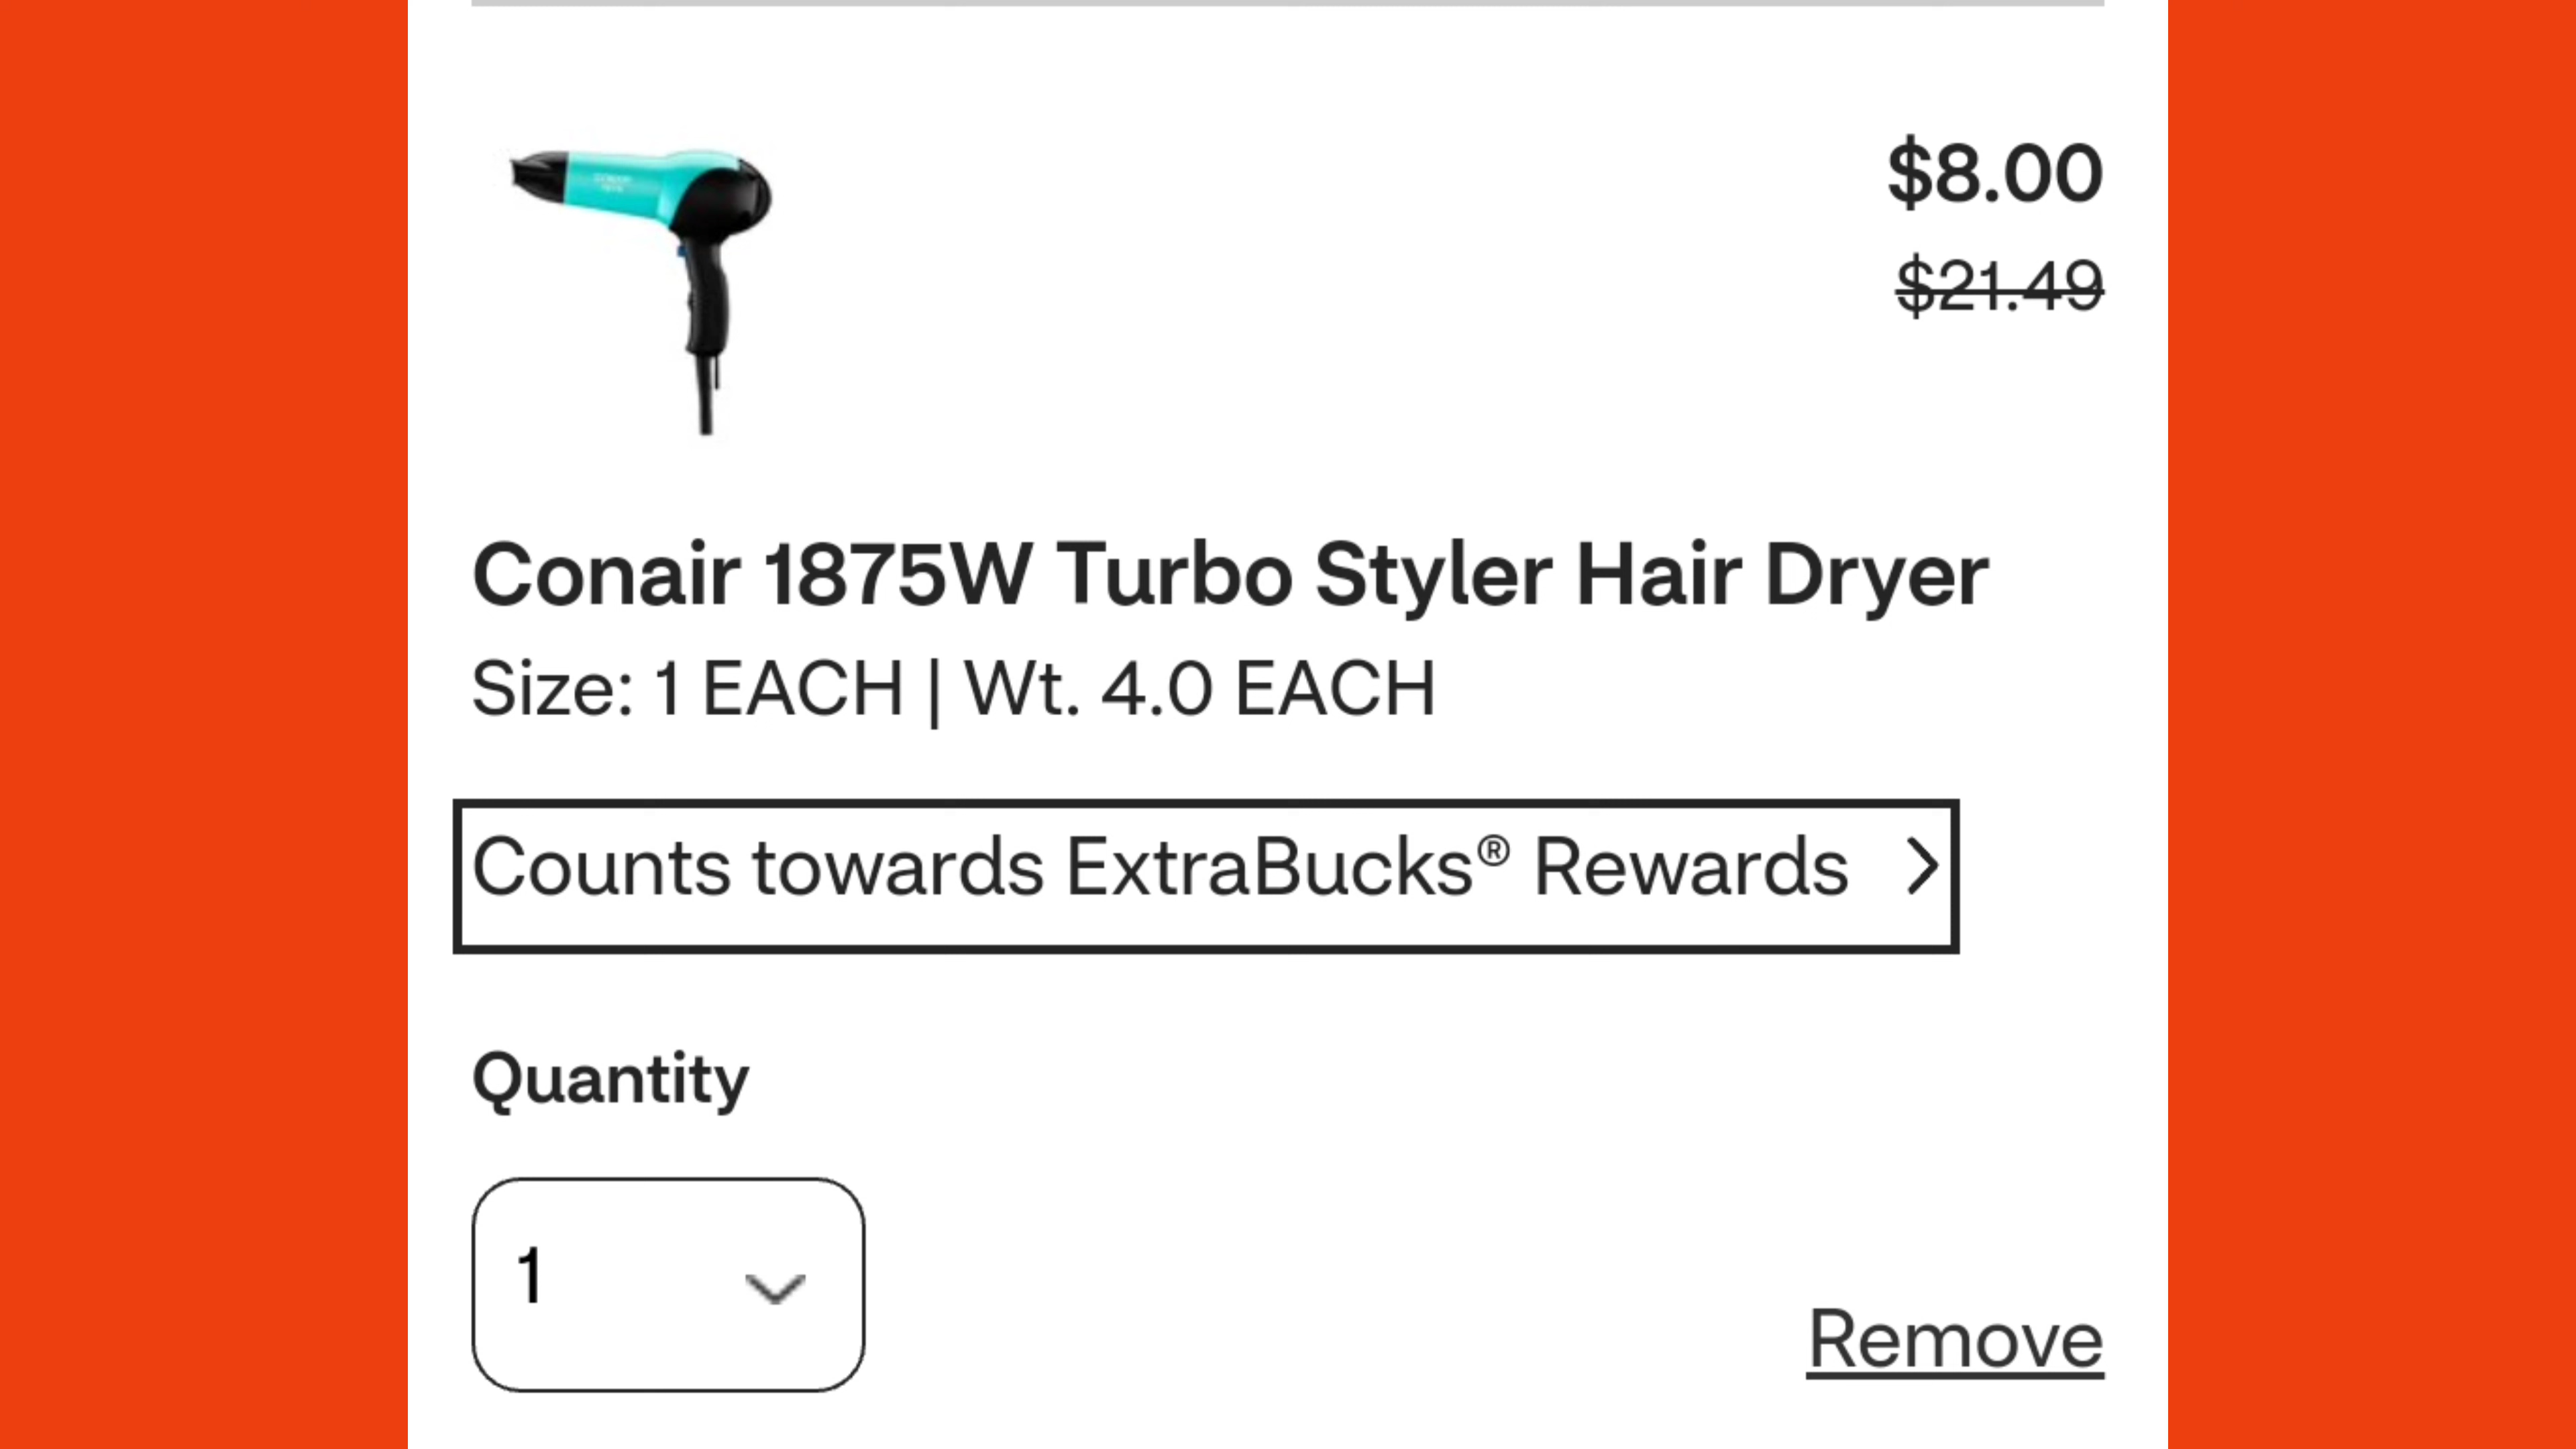 $8.00
$21.49
Conair 1875W Turbo Styler Hair Dryer
Size: 1 EACH | Wt. 4.0 EACH
Counts towards ExtraBucks® Rewards
Quantity
1
Remove